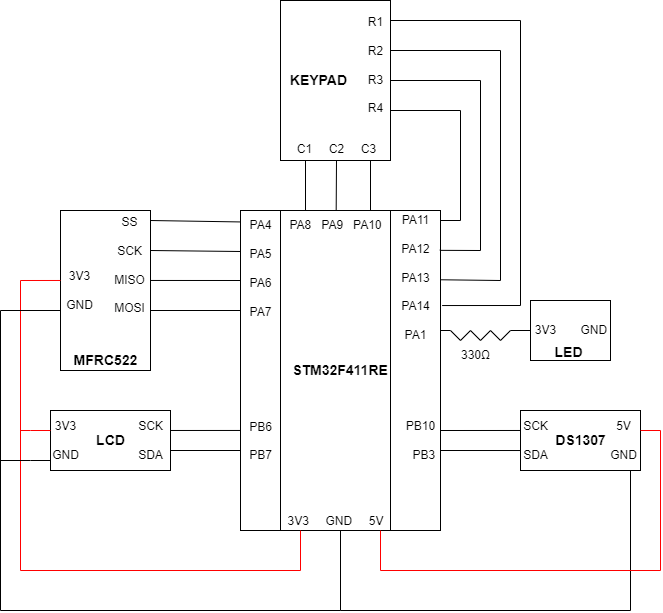 R1
R2
KEYPAD
R3
R4
C1 C2 C3
SS
SCK
3V3 MISO
GND MOSI
MFRC522
PA4 PA8 PA9 PA10 PA11
PA5 PA12
PA6 PA13
PA7 PA14
PA1
330Ω
3V3 GND
LED
STM32F411RE
3V3 SCK
LCD
GND SDA
PB6 PB10
PB7 PB3
SCK 5V
DS1307
SDA GND
3V3 GND 5V